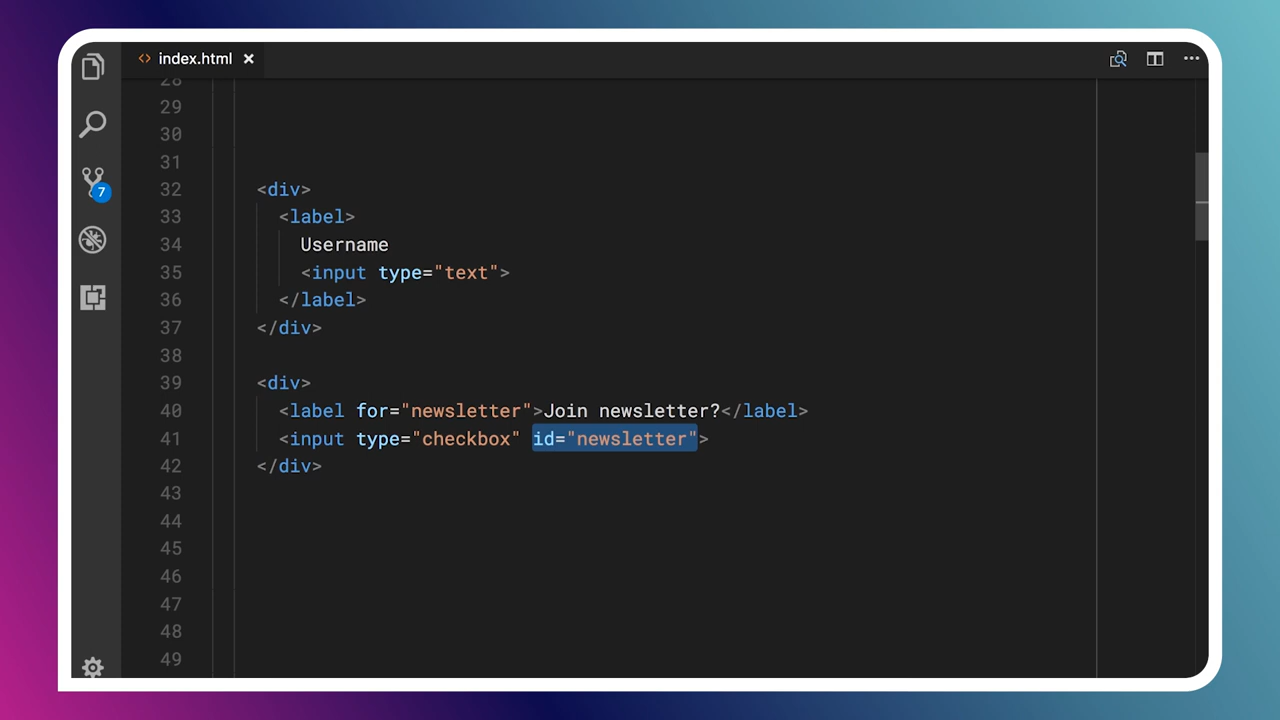 index.html
28
29
30
31
32 <div>
33 <label>
34 Username
35 <input type="text">
36 </label>
37 </div>
38
39 <div>
40 <label for="newsletter">Join newsletter?</label>
41 <input type="checkbox" id="newsletter">
42 </div>
43
44
45
46
47
48
49
7